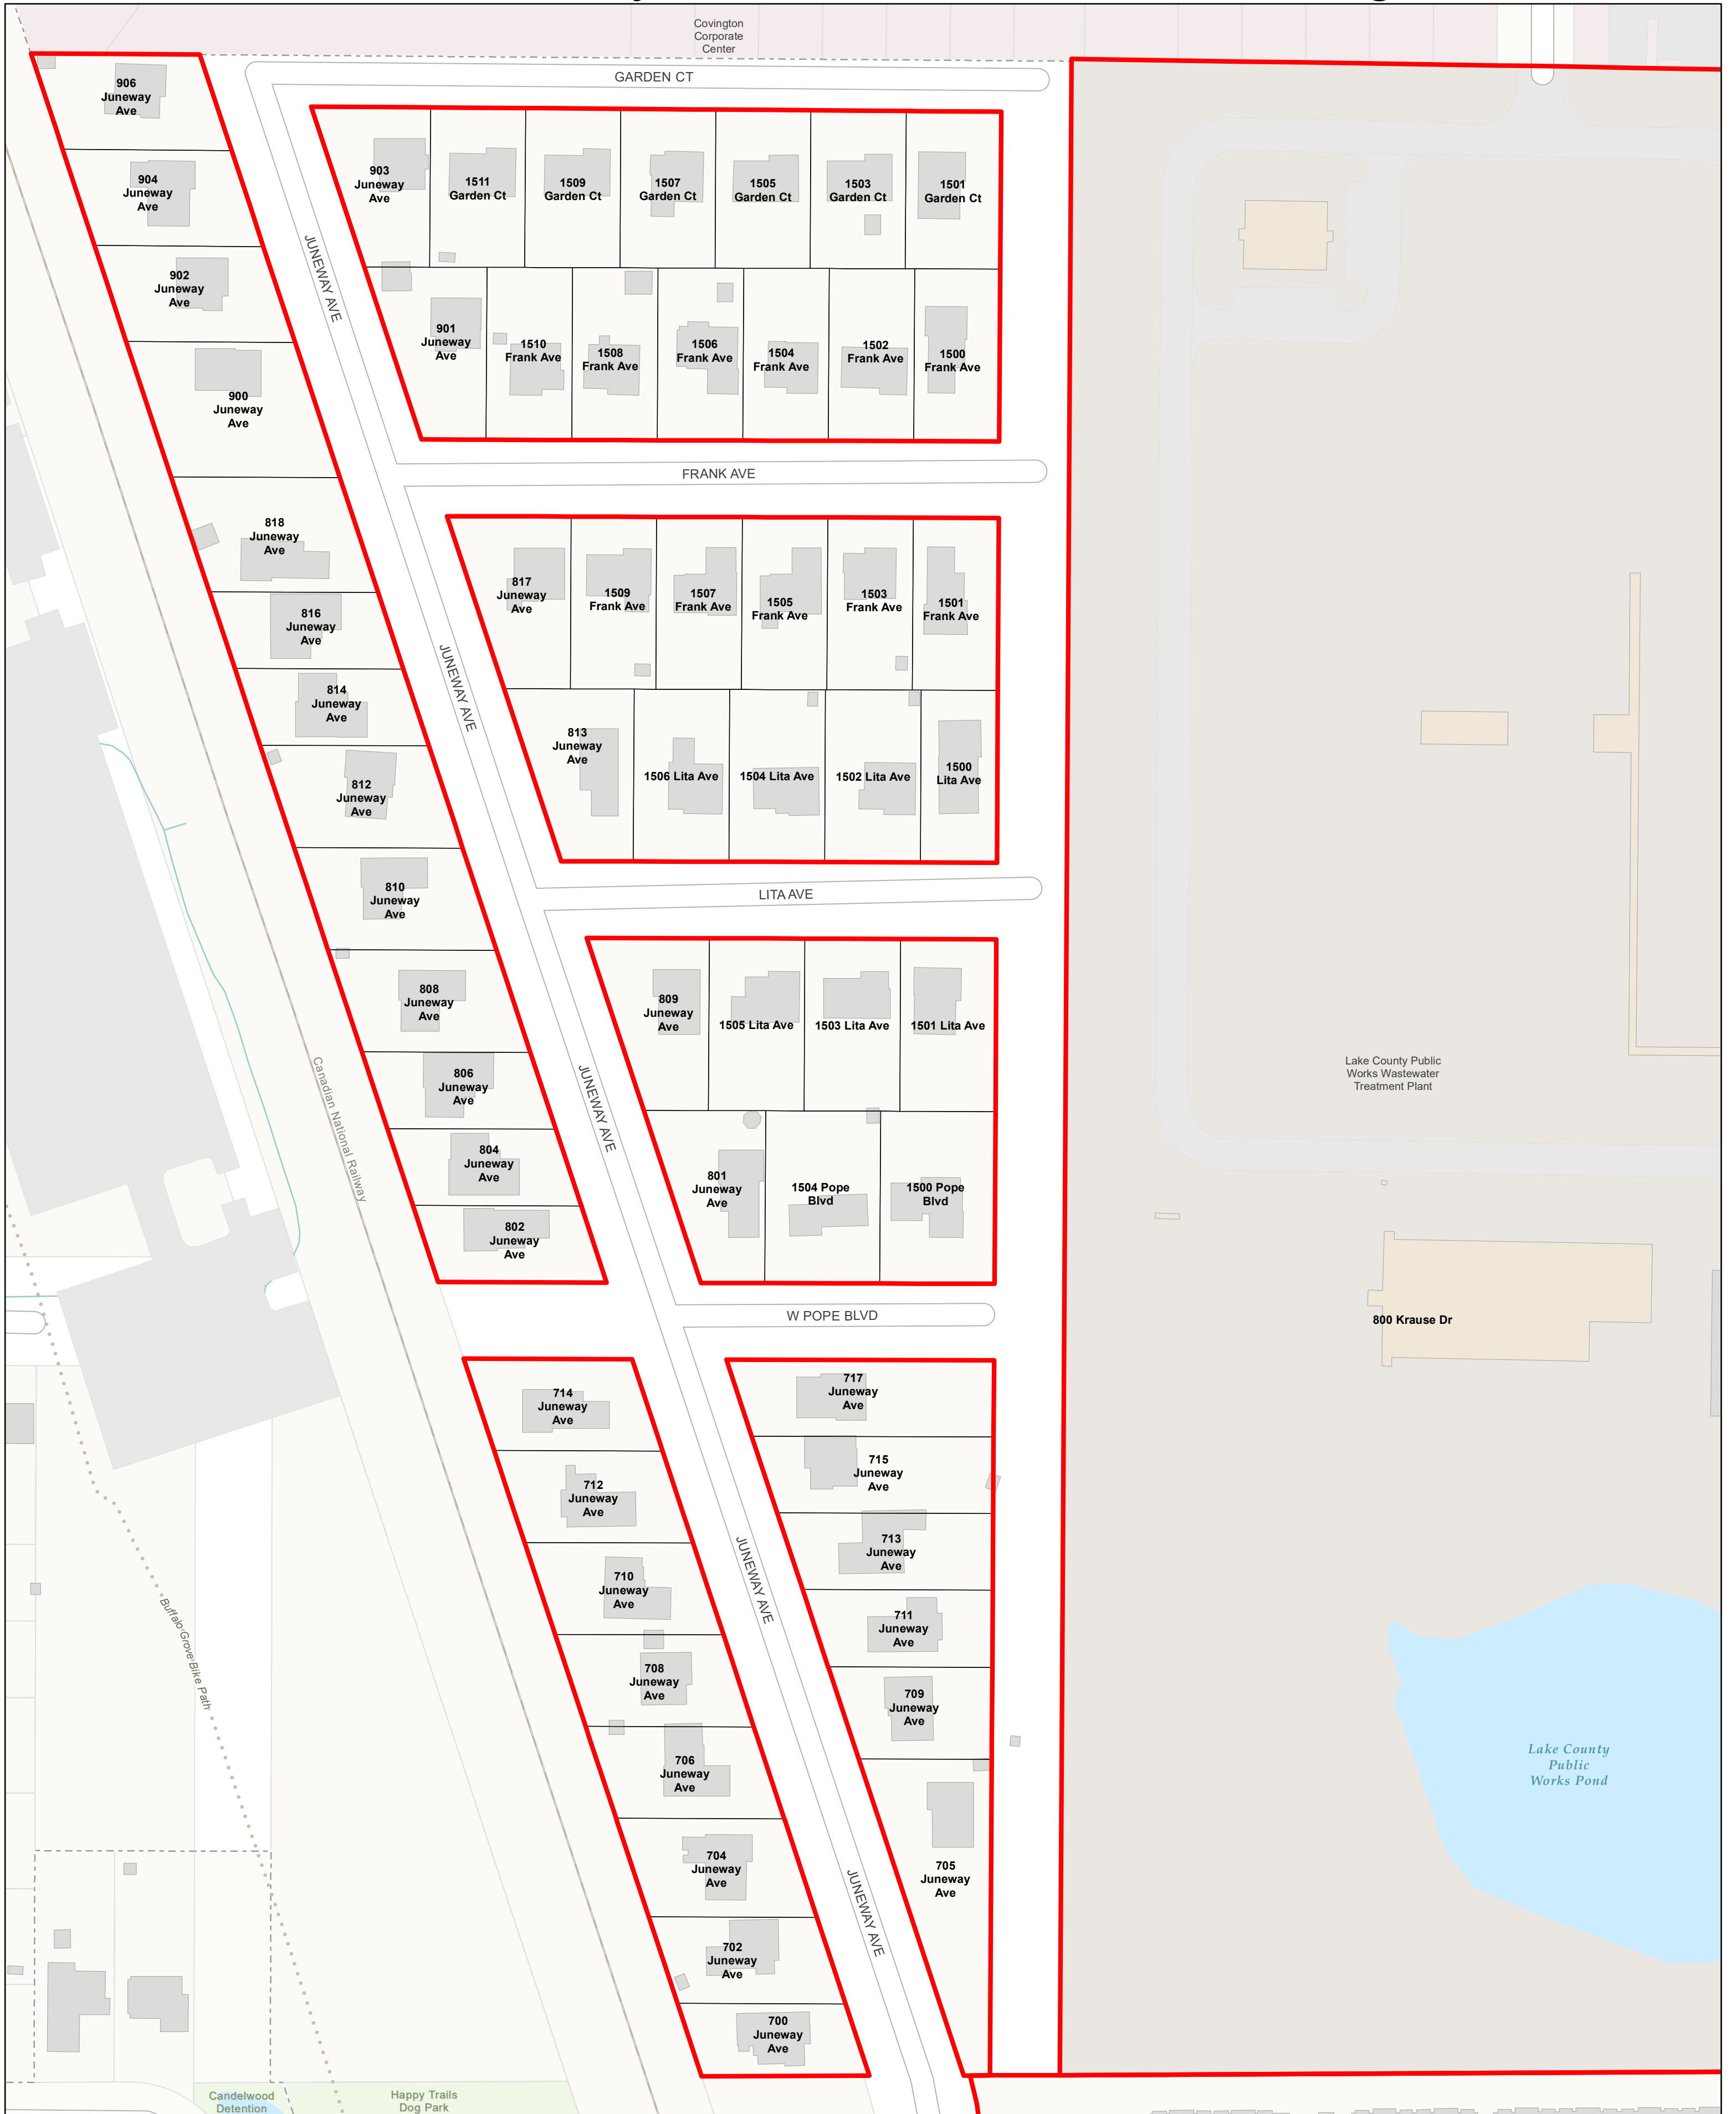 Covington
Corporate
Center
GARDEN CT
906
Juneway
Ave
904
Juneway
Ave
902
Juneway
Ave
900
Juneway
Ave
903
Juneway
Ave
1511
Garden Ct
1509
Garden Ct
1507
Garden Ct
1505
Garden Ct
1503
Garden Ct
1501
Garden Ct
JUNEWAY AVE
901
Juneway
Ave
1510
Frank Ave
1508
Frank Ave
1506
Frank Ave
1504
Frank Ave
1502
Frank Ave
1500
Frank Ave
FRANK AVE
818
Juneway
Ave
816
Juneway
Ave
814
Juneway
Ave
812
Juneway
Ave
810
Juneway
Ave
808
Juneway
Ave
806
Juneway
Ave
804
Juneway
Ave
802
Juneway
Ave
817
Juneway
Ave
1509
Frank Ave
1507
Frank Ave
1505
Frank Ave
1503
Frank Ave
1501
Frank Ave
JUNEWAY AVE
813
Juneway
Ave
1506 Lita Ave
1504 Lita Ave
1502 Lita Ave
1500
Lita Ave
LITA AVE
809
Juneway
Ave
1505 Lita Ave
1503 Lita Ave
1501 Lita Ave
JUNEWAY AVE
Canadian National Railway
801
Juneway
Ave
1504 Pope
Blvd
1500 Pope
Blvd
Lake County Public
Works Wastewater
Treatment Plant
W POPE BLVD
800 Krause Dr
714
Juneway
Ave
712
Juneway
Ave
710
Juneway
Ave
708
Juneway
Ave
706
Juneway
Ave
704
Juneway
Ave
702
Juneway
Ave
700
Juneway
Ave
717
Juneway
Ave
715
Juneway
Ave
713
Juneway
Ave
711
Juneway
Ave
709
Juneway
Ave
705
Juneway
Ave
JUNEWAY AVE
JUNEWAY AVE
Buffalo Grove Bike Path
Lake County
Public
Works Pond
Candelwood
Detention
Happy Trails
Dog Park